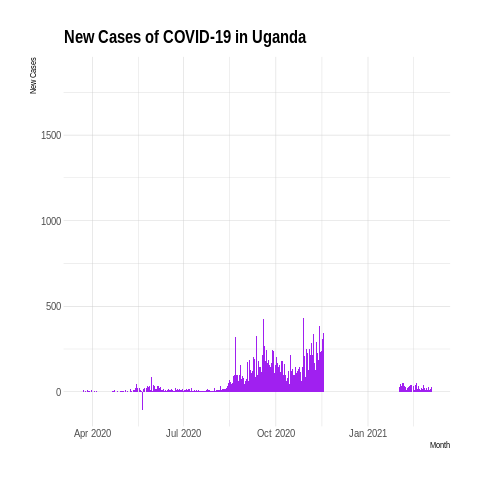 New Cases of COVID-19 in Uganda
New Cases
1500
1000
500
0
Apr 2020
Jul 2020
Oct 2020
Jan 2021
Month